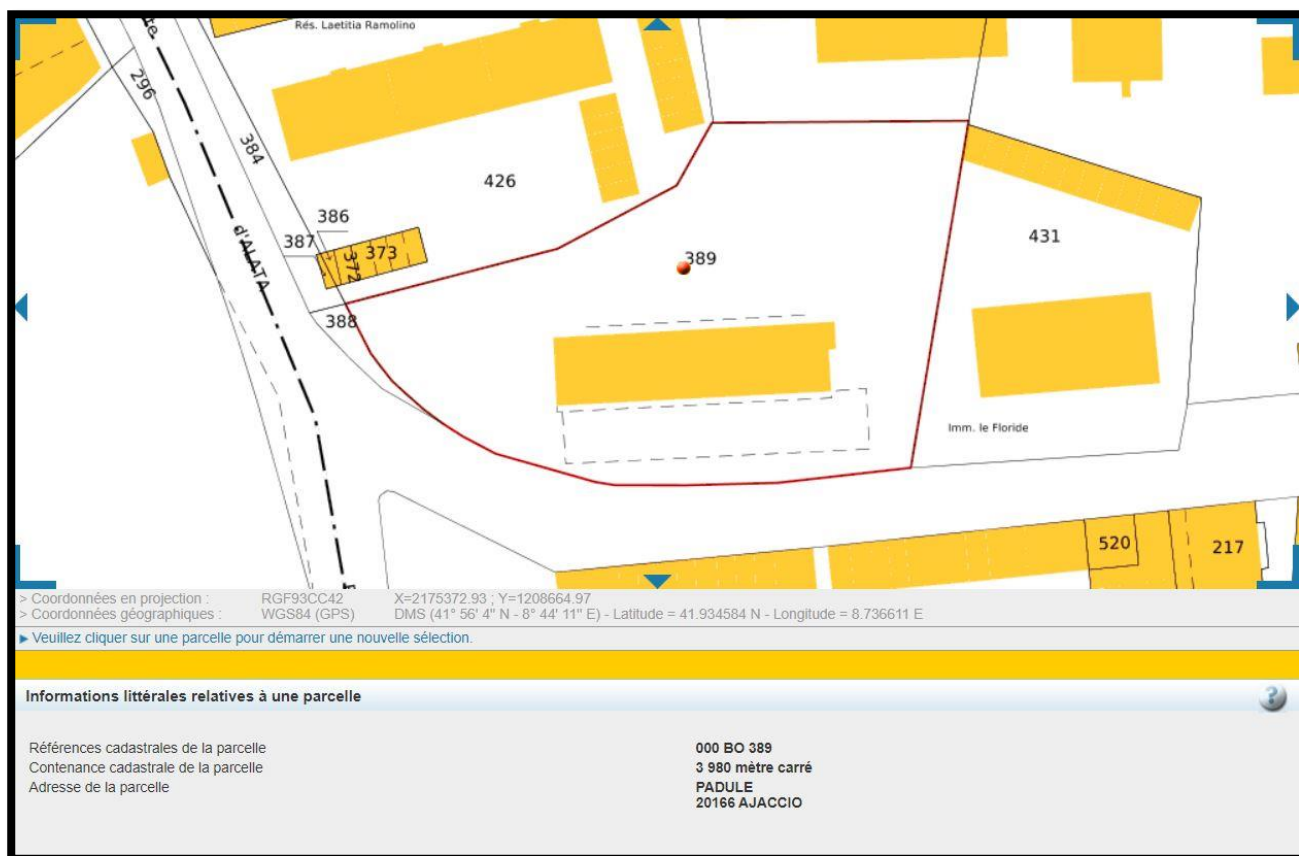 Rés. Laetitia Ramolino
te
296
384
426
386
387
373
372
d'ALATA
388
389
431
Imm. le Floride
520
217
> Coordonnées en projection : RGF93CC42 X=2175372.93 ; Y=1208664.97
> Coordonnées géographiques : WGS84 (GPS) DMS (41° 56' 4" N - 8° 44' 11" E) - Latitude = 41.934584 N - Longitude = 8.736611 E
► Veuillez cliquer sur une parcelle pour démarrer une nouvelle sélection.
Informations littérales relatives à une parcelle
?
Références cadastrales de la parcelle 000 BO 389
Contenance cadastrale de la parcelle 3 980 mètre carré
Adresse de la parcelle PADULE
20166 AJACCIO